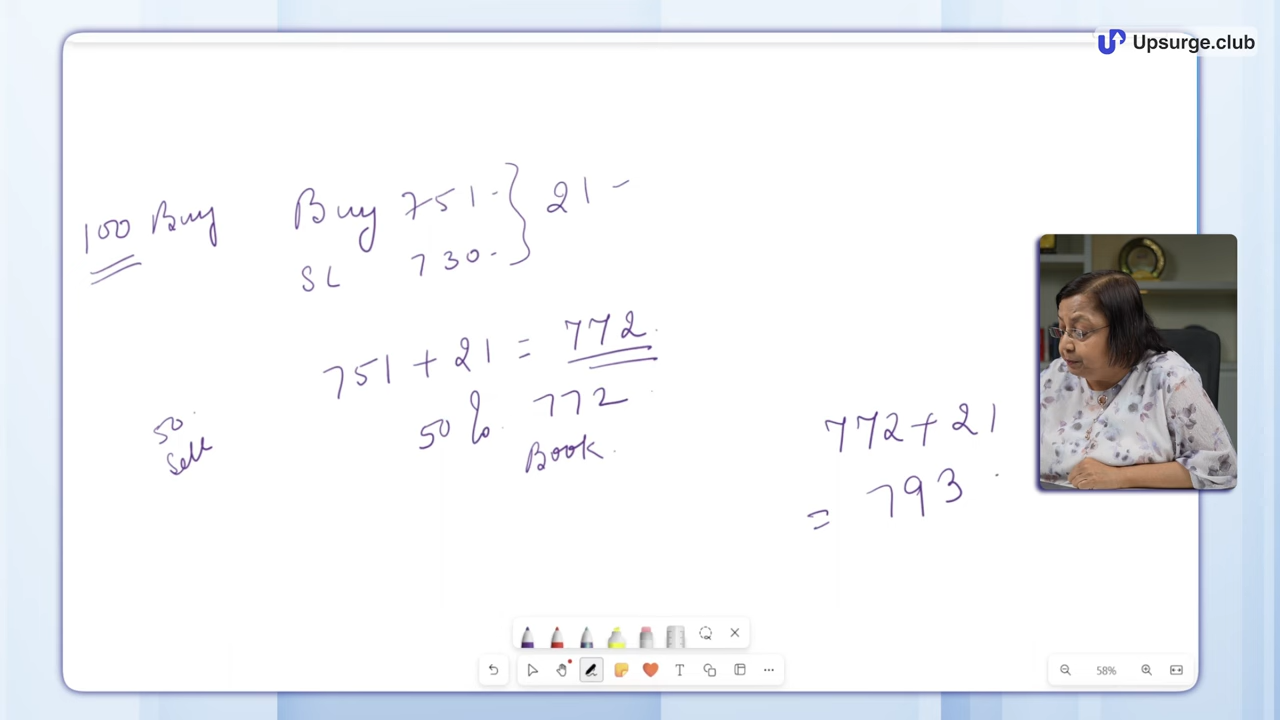 Upsurge.club
100 Buy Buy 751 } 21
SL 730
751 + 21 = 772
50% 772
Book
50
Sell
772 + 21
= 793
58%